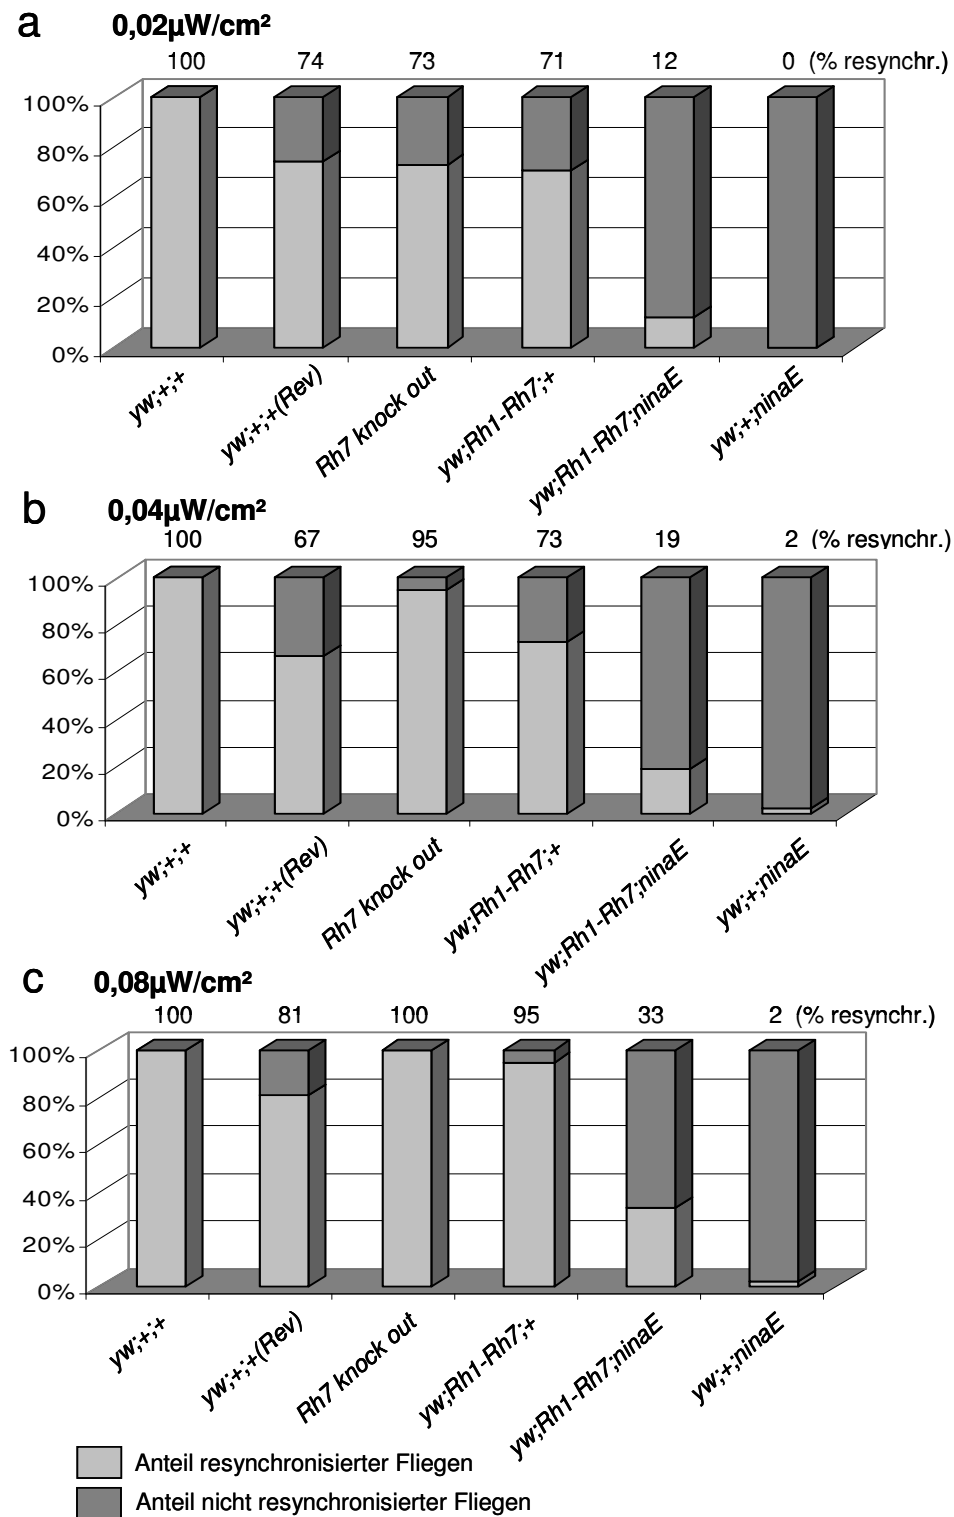 a 0,02µW/cm²
100 74 73 71 12 0 (% resynchr.)
100%
80%
60%
40%
20%
0%
yw;+;+ yw;+;+(Rev) Rh7 knock out yw;Rh1-Rh7;+ yw;Rh1-Rh7;ninaE yw;+;ninaE
b 0,04µW/cm²
100 67 95 73 19 2 (% resynchr.)
100%
80%
60%
40%
20%
0%
yw;+;+ yw;+;+(Rev) Rh7 knock out yw;Rh1-Rh7;+ yw;Rh1-Rh7;ninaE yw;+;ninaE
c 0,08µW/cm²
100 81 100 95 33 2 (% resynchr.)
100%
80%
60%
40%
20%
0%
yw;+;+ yw;+;+(Rev) Rh7 knock out yw;Rh1-Rh7;+ yw;Rh1-Rh7;ninaE yw;+;ninaE
Anteil resynchronisierter Fliegen
Anteil nicht resynchronisierter Fliegen